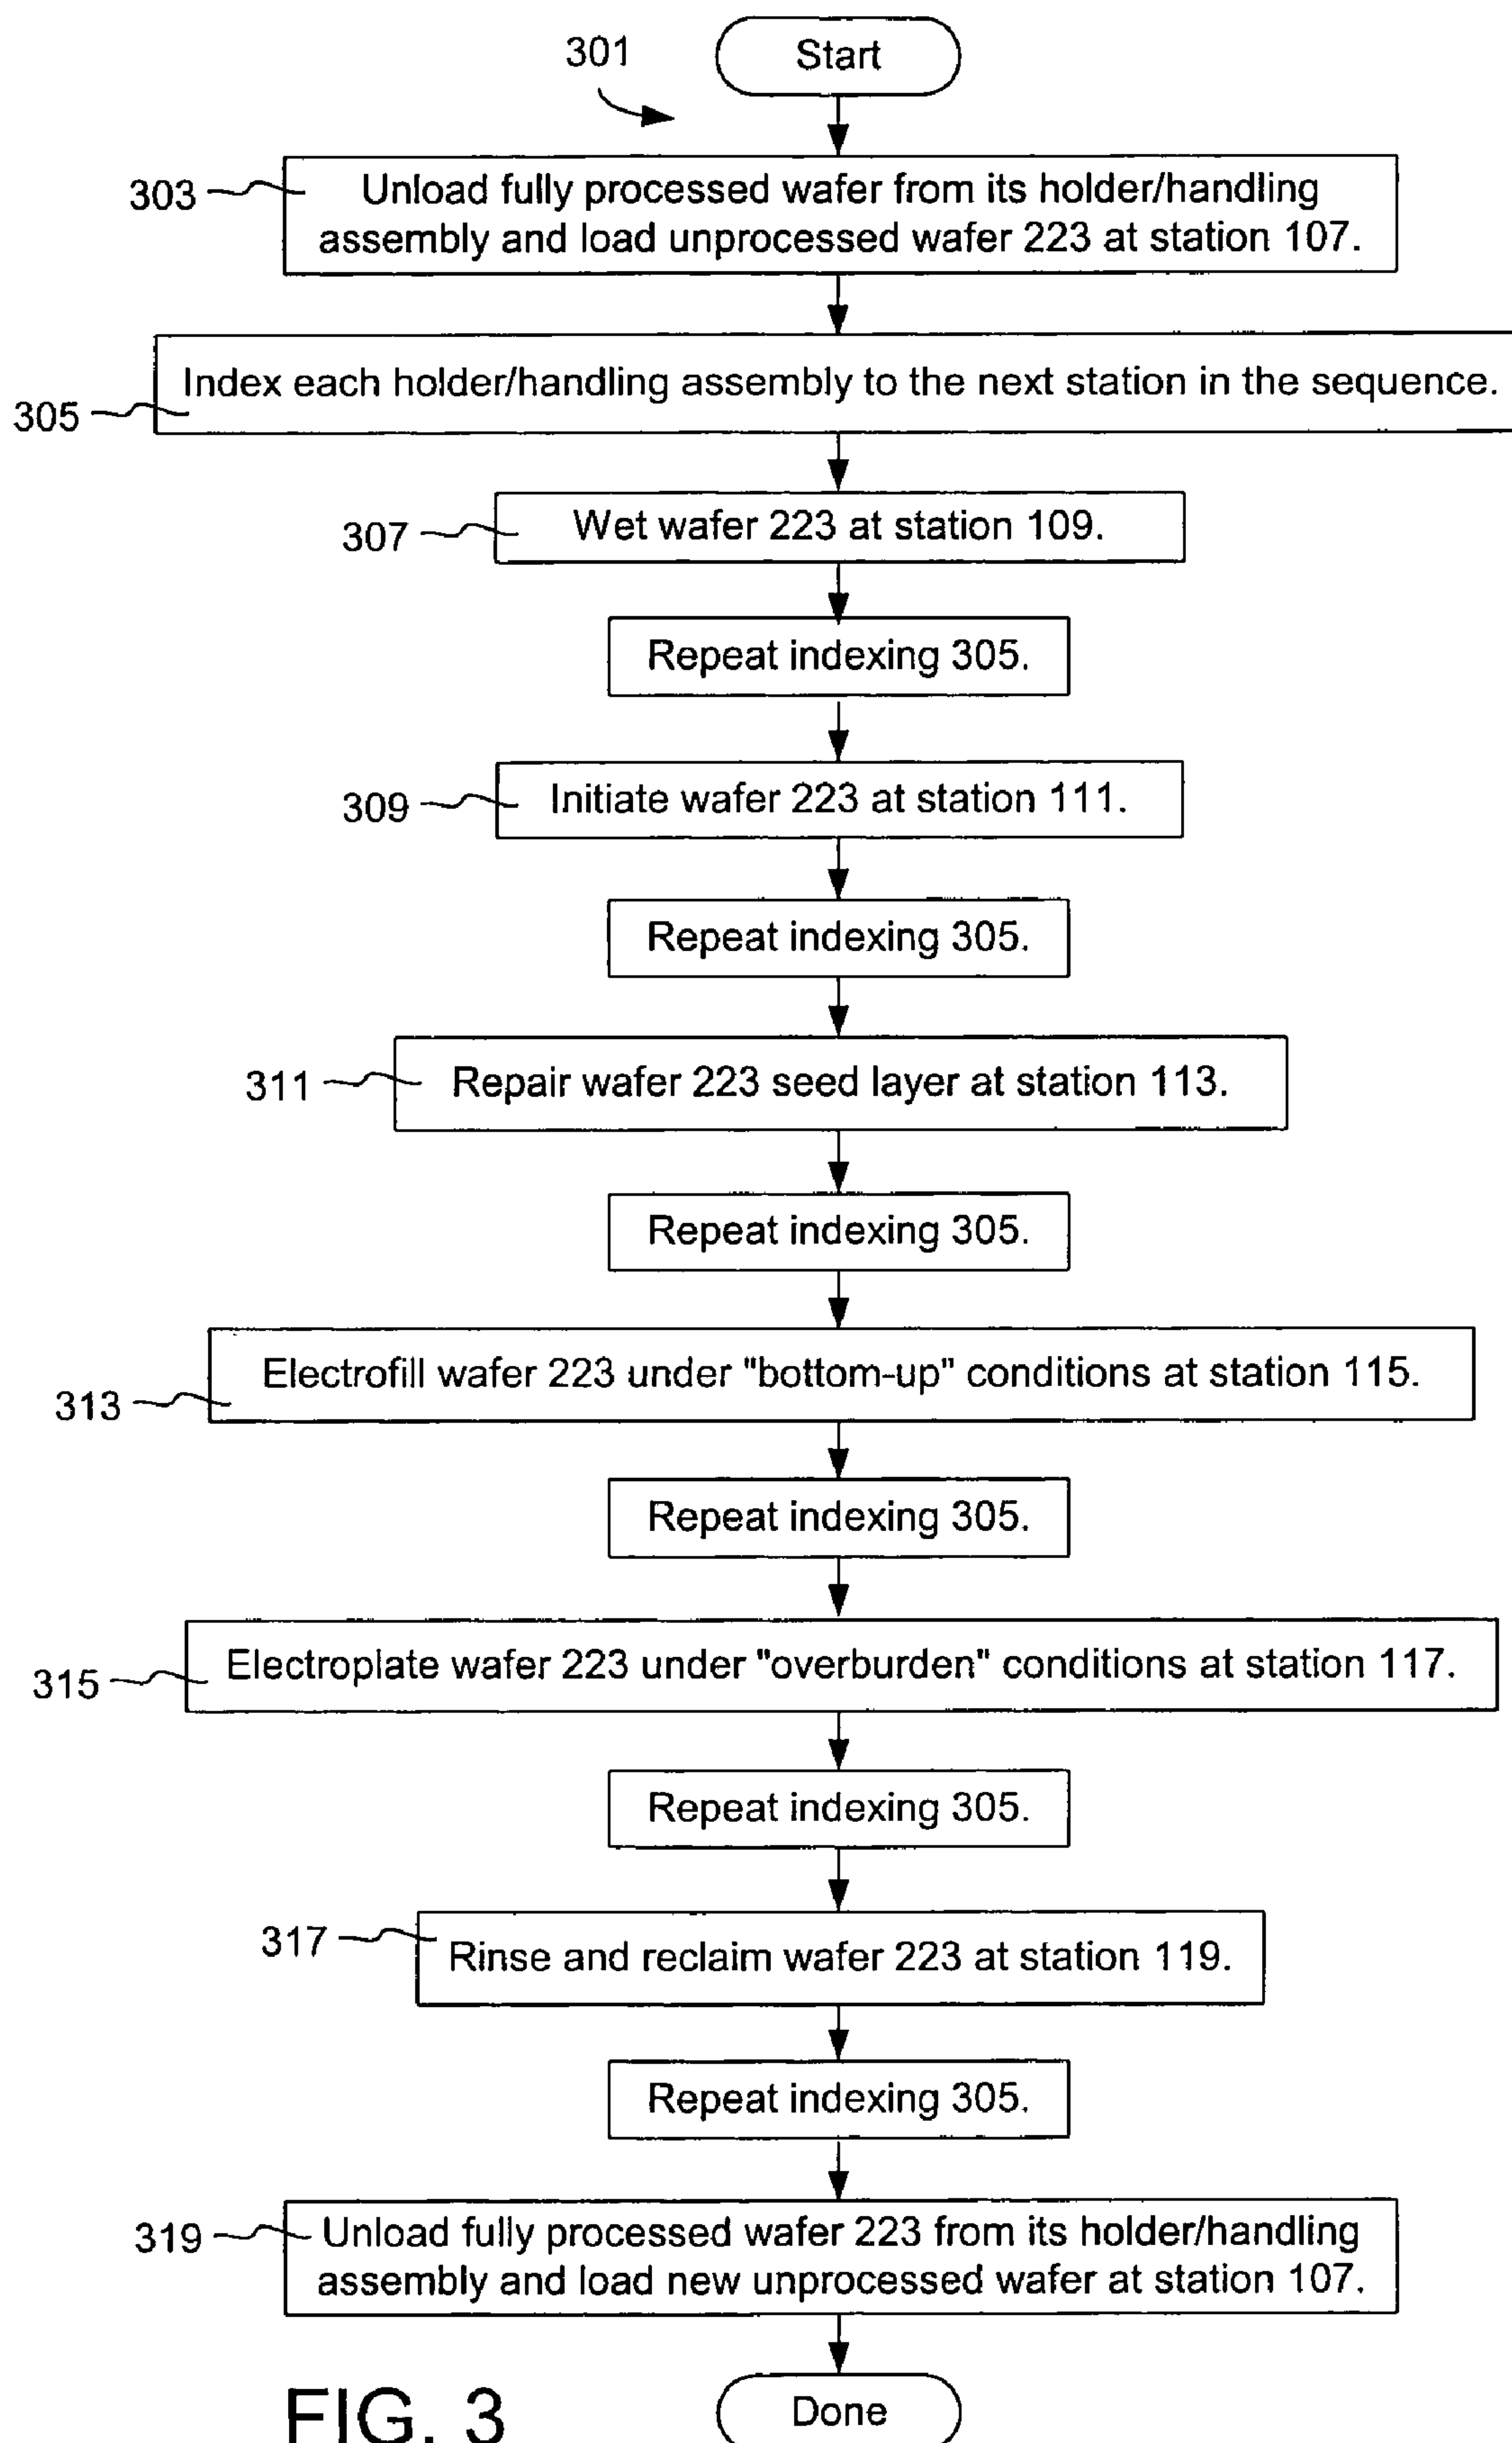 Start
301
303
Unload fully processed wafer from its holder/handling
assembly and load unprocessed wafer 223 at station 107.
Index each holder/handling assembly to the next station in the sequence.
305
Wet wafer 223 at station 109.
307
Repeat indexing 305.
Initiate wafer 223 at station 111.
309
Repeat indexing 305.
Repair wafer 223 seed layer at station 113.
311
Repeat indexing 305.
Electrofill wafer 223 under "bottom-up" conditions at station 115.
313
Repeat indexing 305.
Electroplate wafer 223 under "overburden" conditions at station 117.
315
Repeat indexing 305.
317
Rinse and reclaim wafer 223 at station 119.
Repeat indexing 305.
319
Unload fully processed wafer 223 from its holder/handling
assembly and load new unprocessed wafer at station 107.
Done
FIG. 3